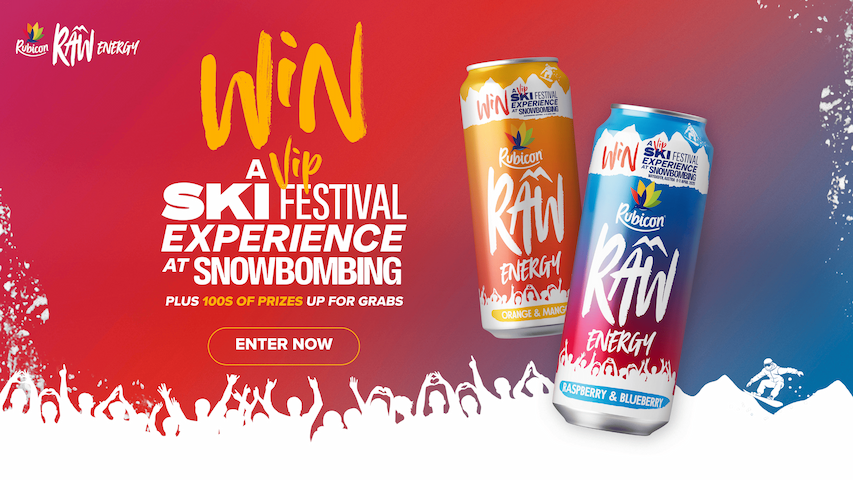 Rubicon RAW ENERGY
WiN
A Vip
SKI FESTIVAL
EXPERIENCE
AT SNOWBOMBING
PLUS 100S OF PRIZES UP FOR GRABS
ENTER NOW
WiN
A Vip
SKI FESTIVAL
EXPERIENCE
AT SNOWBOMBING
Rubicon
RAW
ENERGY
ORANGE & MANG
WiN
A Vip
SKI FESTIVAL
EXPERIENCE
AT SNOWBOMBING
Rubicon
RAW
ENERGY
RASPBERRY & BLUEBERRY